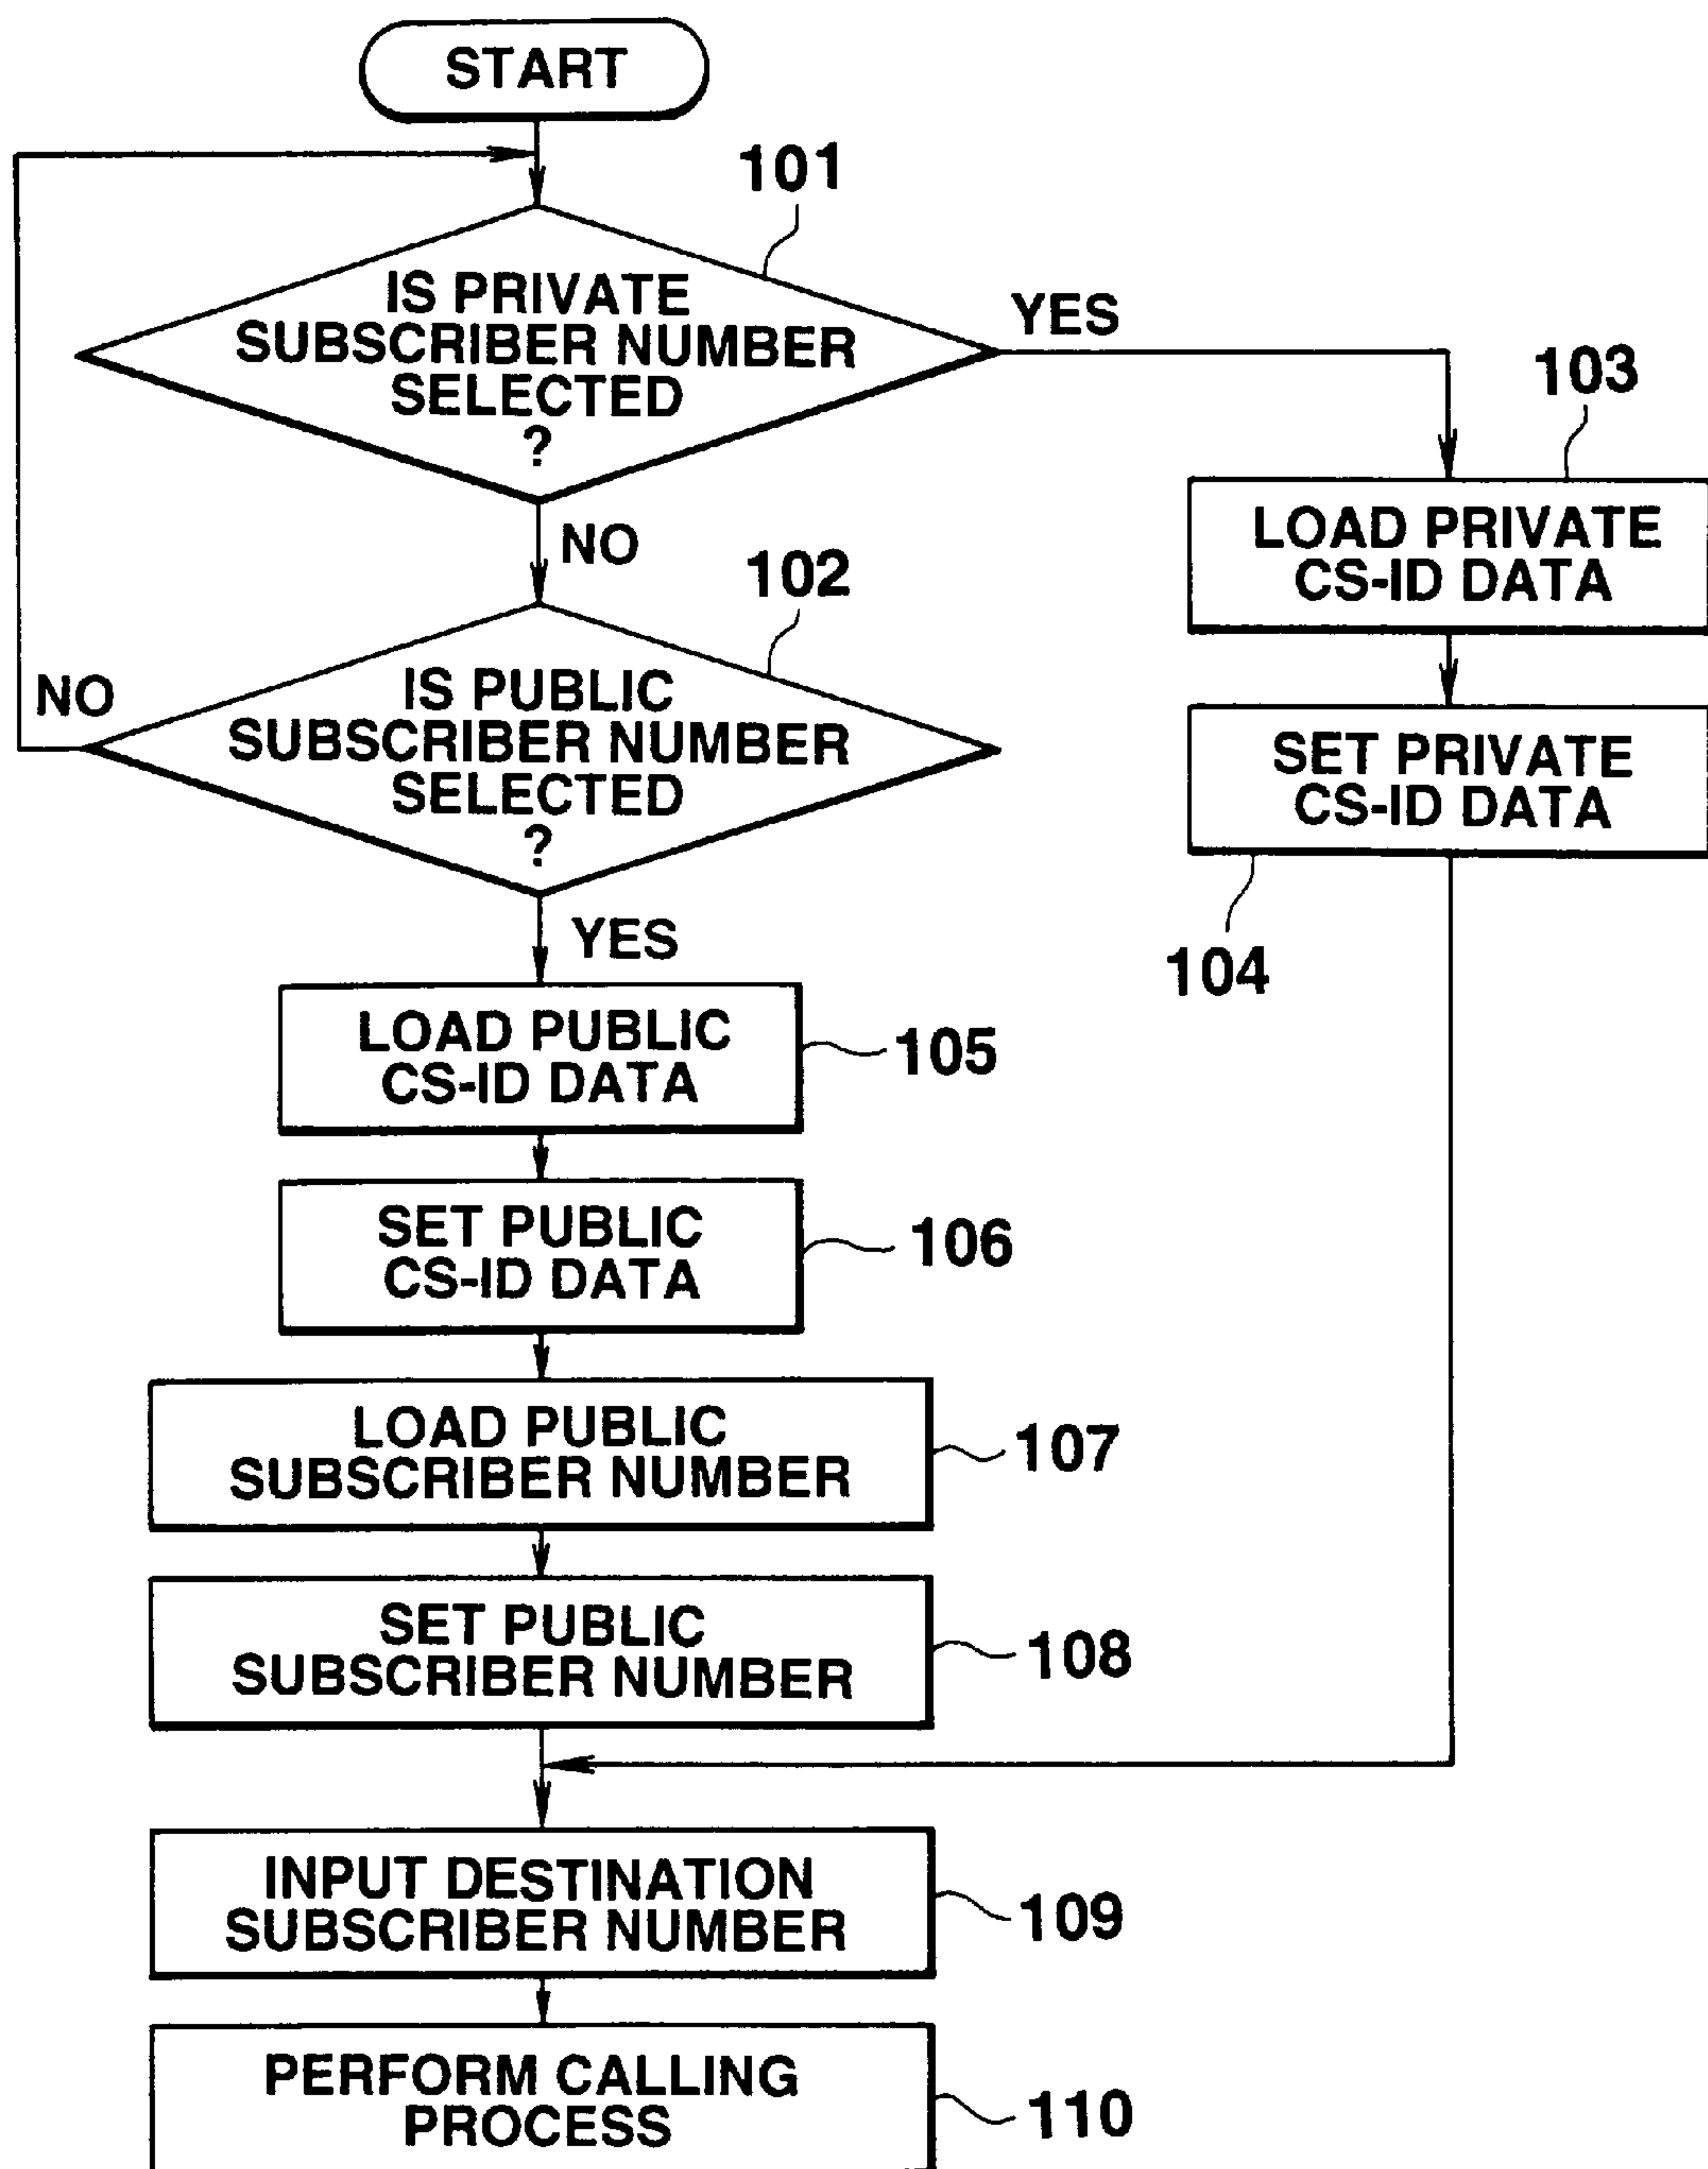 START
101
IS PRIVATE
SUBSCRIBER NUMBER
SELECTED
?
YES
103
LOAD PRIVATE
CS-ID DATA
NO
102
IS PUBLIC
SUBSCRIBER NUMBER
SELECTED
?
NO
SET PRIVATE
CS-ID DATA
104
YES
LOAD PUBLIC
CS-ID DATA
105
SET PUBLIC
CS-ID DATA
106
LOAD PUBLIC
SUBSCRIBER NUMBER
107
SET PUBLIC
SUBSCRIBER NUMBER
108
INPUT DESTINATION
SUBSCRIBER NUMBER
109
PERFORM CALLING
PROCESS
110